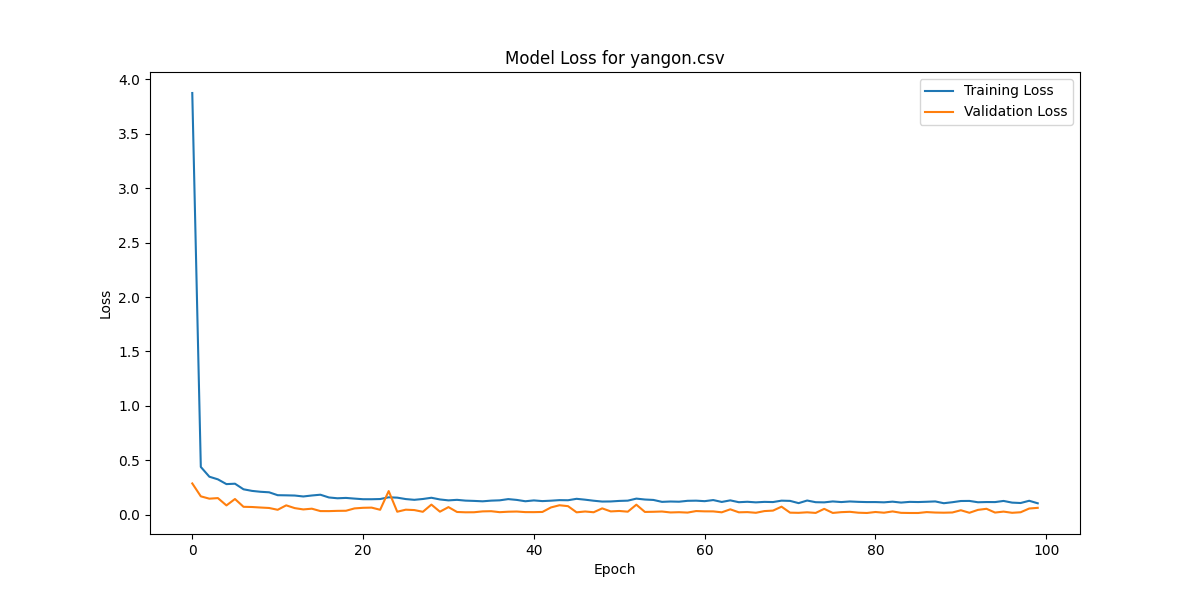 Model Loss for yangon.csv
Training Loss
Validation Loss
4.0
3.5
3.0
2.5
2.0
1.5
1.0
0.5
0.0
Loss
0 20 40 60 80 100
Epoch